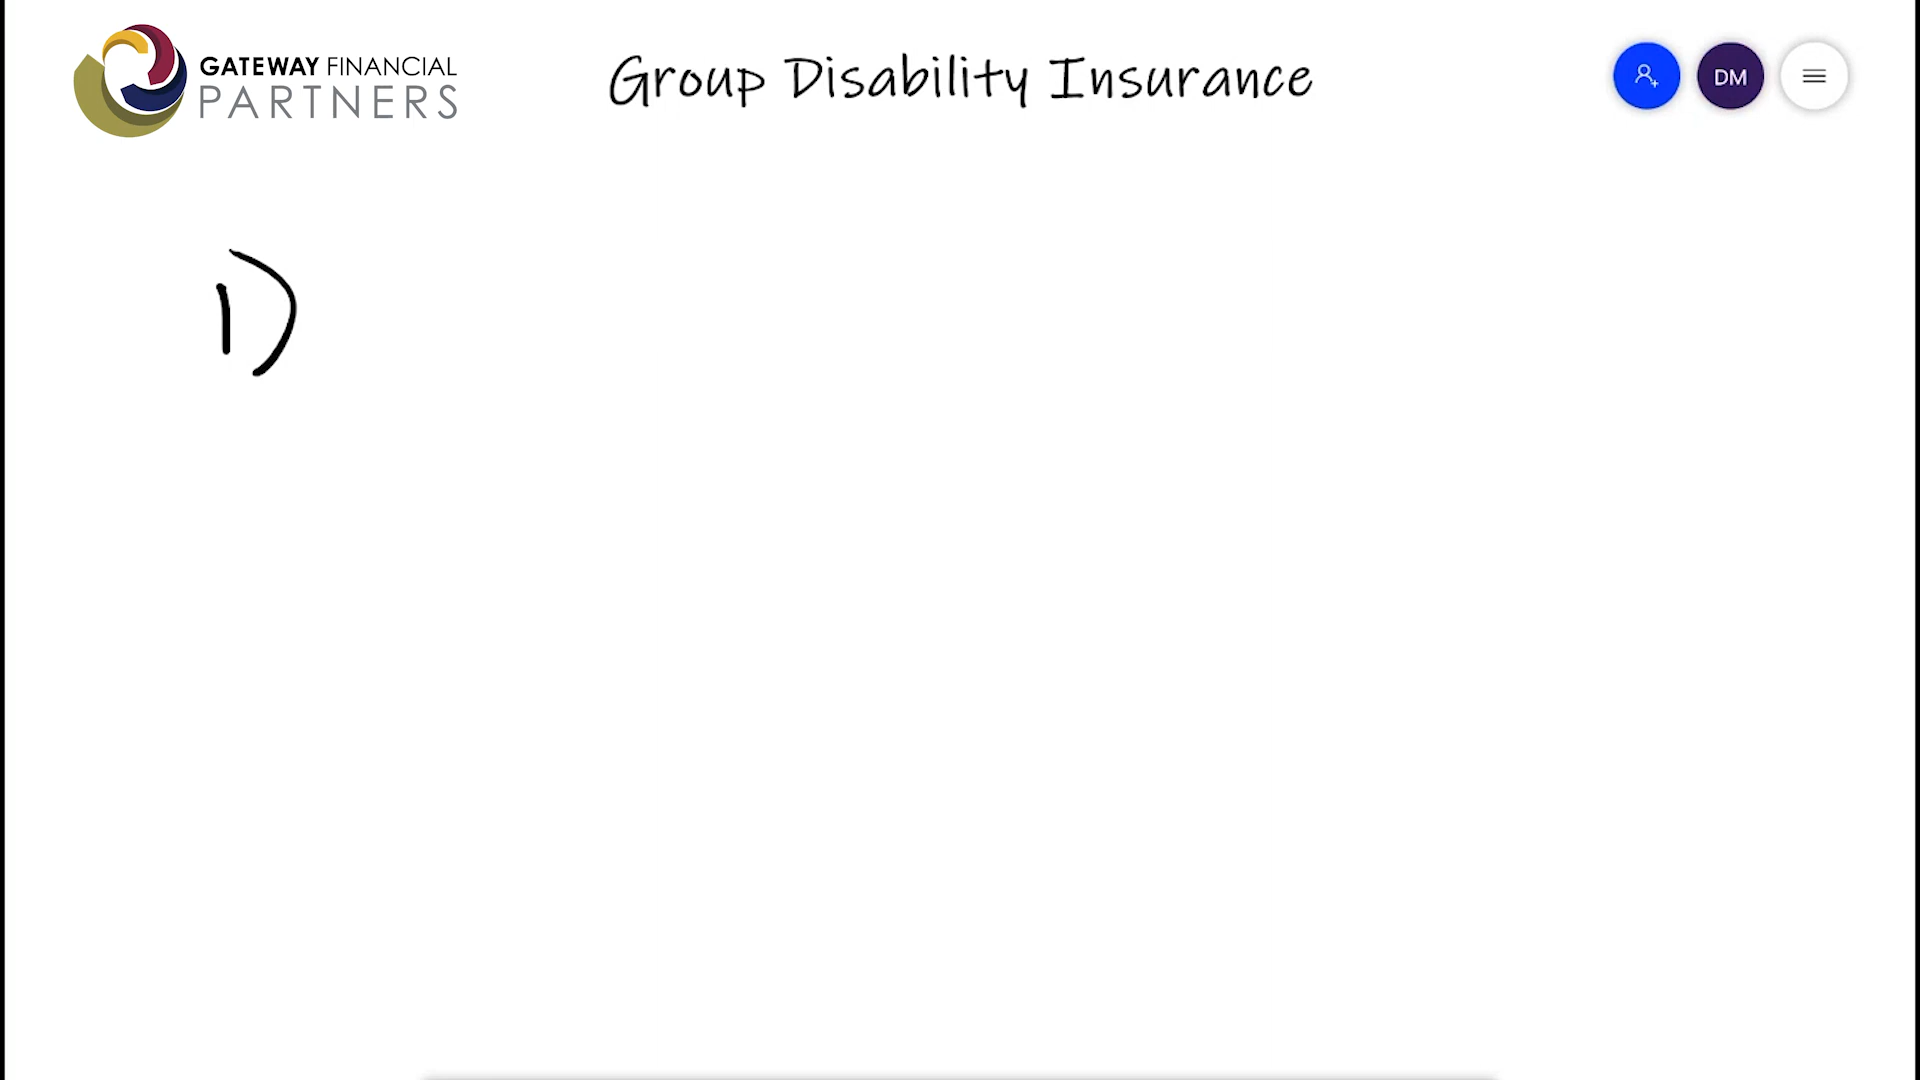 GATEWAY FINANCIAL
PARTNERS
Group Disability Insurance
DM
1)